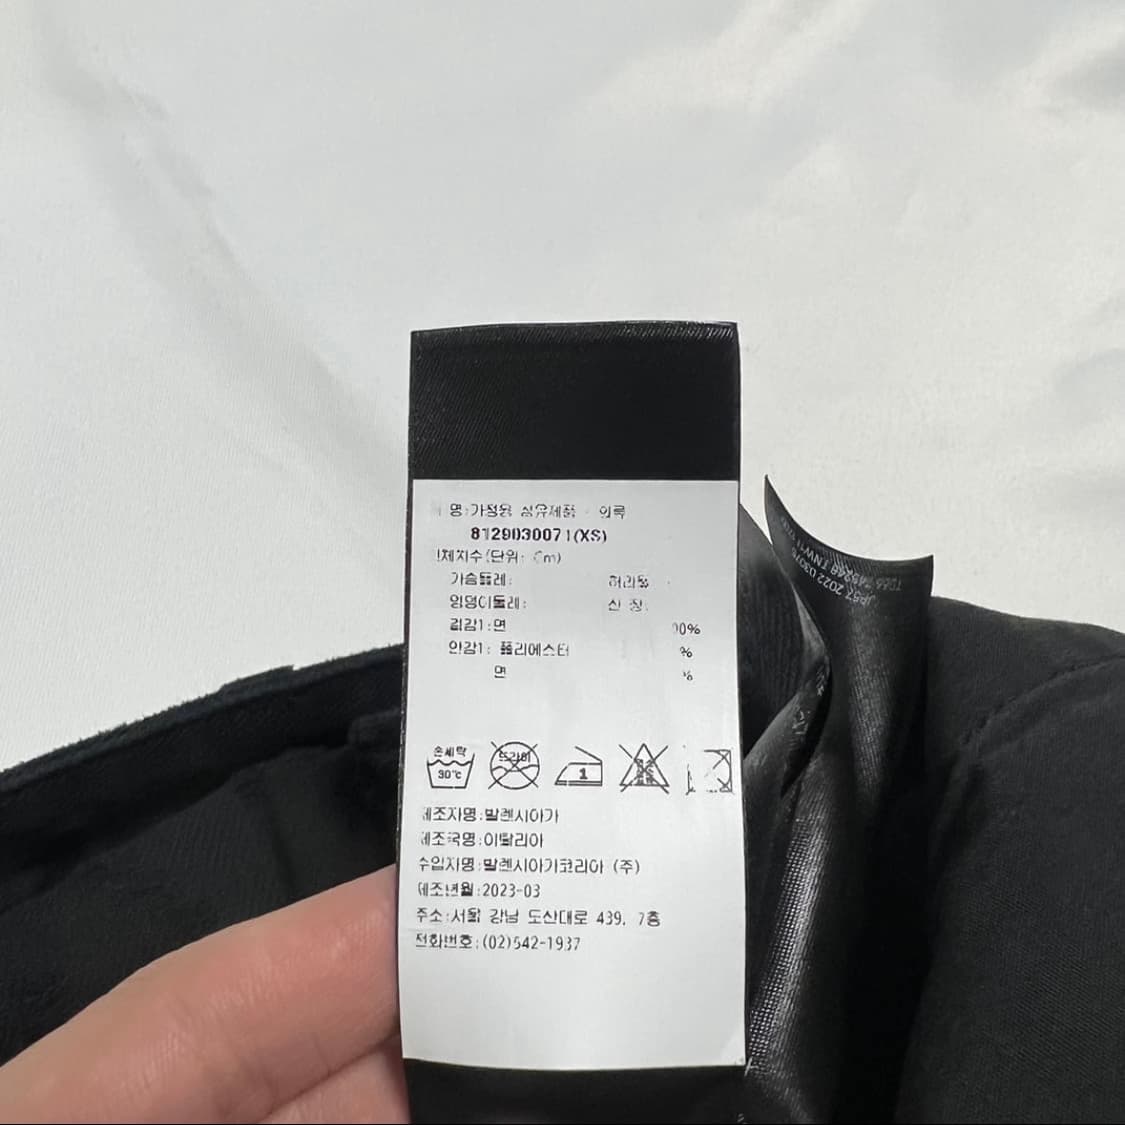 명:가정용 섬유제품 - 의류
8129030071(XS)
체치수(단위: Cm)
가슴둘레: 허리둘
엉덩이둘레: 신 장:
겉감1:면 00%
안감1: 폴리에스터 %
면 %
손세탁 30℃
드라이
1
제조자명:발렌시아가
제조국명:이탈리아
수입자명:발렌시아가코리아 (주)
제조년월:2023-03
주소:서울 강남 도산대로 439, 7층
전화번호:(02)542-1937